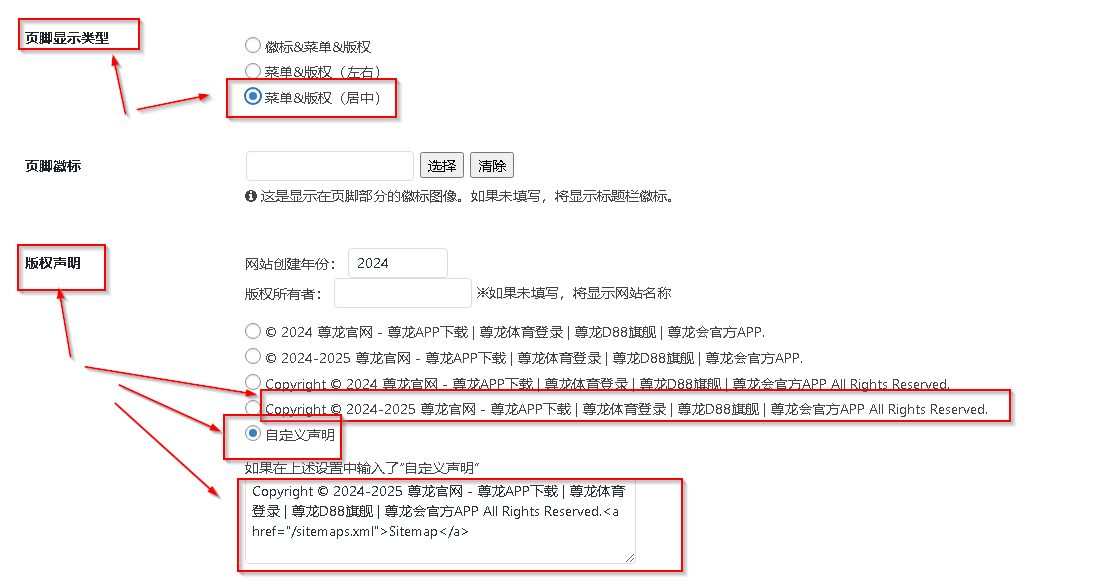 页脚显示类型
徽标&菜单&版权
菜单&版权（左右）
菜单&版权（居中）
页脚徽标
选择 清除
这是显示在页脚部分的徽标图像。如果未填写，将显示标题栏徽标。
版权声明
网站创建年份： 2024
版权所有者： ※如果未填写，将显示网站名称
© 2024 尊龙官网 - 尊龙APP下载 | 尊龙体育登录 | 尊龙D88旗舰 | 尊龙会官方APP.
© 2024-2025 尊龙官网 - 尊龙APP下载 | 尊龙体育登录 | 尊龙D88旗舰 | 尊龙会官方APP.
Copyright © 2024 尊龙官网 - 尊龙APP下载 | 尊龙体育登录 | 尊龙D88旗舰 | 尊龙会官方APP All Rights Reserved.
Copyright © 2024-2025 尊龙官网 - 尊龙APP下载 | 尊龙体育登录 | 尊龙D88旗舰 | 尊龙会官方APP All Rights Reserved.
自定义声明
如果在上述设置中输入了“自定义声明”
Copyright © 2024-2025 尊龙官网 - 尊龙APP下载 | 尊龙体育
登录 | 尊龙D88旗舰 | 尊龙会官方APP All Rights Reserved.<a
href="/sitemaps.xml">Sitemap</a>